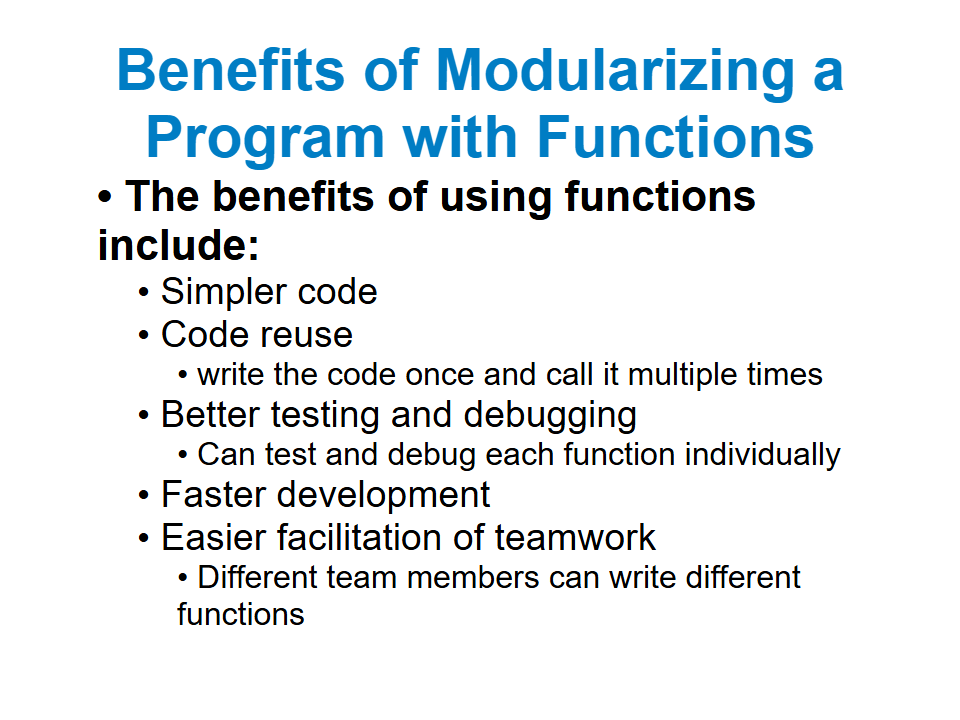 Benefits of Modularizing a
Program with Functions
• The benefits of using functions
include:
• Simpler code
• Code reuse
• write the code once and call it multiple times
• Better testing and debugging
• Can test and debug each function individually
• Faster development
• Easier facilitation of teamwork
• Different team members can write different
functions